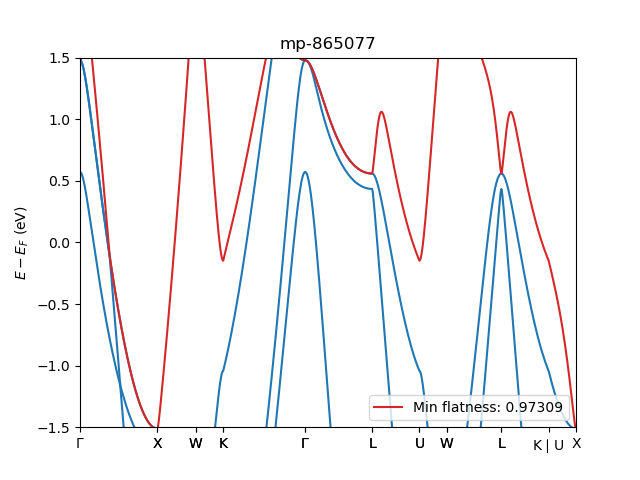 mp-865077
E − E_F (eV)
1.5
1.0
0.5
0.0
−0.5
−1.0
−1.5
Min flatness: 0.97309
Γ X W K Γ L U W L K | U X